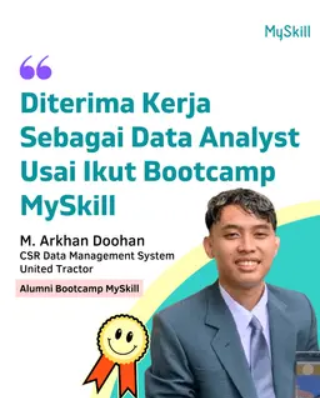 MySkill
Diterima Kerja
Sebagai Data Analyst
Usai Ikut Bootcamp
MySkill
M. Arkhan Doohan
CSR Data Management System
United Tractor
Alumni Bootcamp MySkill